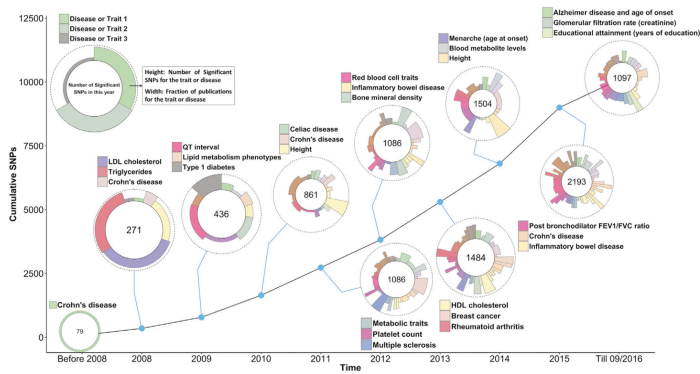 Disease or Trait 1
Disease or Trait 2
Disease or Trait 3
Number of Significant
SNPs in this year
Height: Number of Significant
SNPs for the trait or disease
Width: Fraction of publications
for the trait or disease
Cumulative SNPs
12500
10000
7500
5000
2500
0
Crohn's disease
79
LDL cholesterol
Triglycerides
Crohn's disease
271
QT interval
Lipid metabolism phenotypes
Type 1 diabetes
436
Celiac disease
Crohn's disease
Height
861
Red blood cell traits
Inflammatory bowel disease
Bone mineral density
1086
Metabolic traits
Platelet count
Multiple sclerosis
1086
Menarche (age at onset)
Blood metabolite levels
Height
1504
HDL cholesterol
Breast cancer
Rheumatoid arthritis
1484
Alzheimer disease and age of onset
Glomerular filtration rate (creatinine)
Educational attainment (years of education)
1097
Post bronchodilator FEV1/FVC ratio
Crohn's disease
Inflammatory bowel disease
2193
Before 2008
2008
2009
2010
2011
2012
2013
2014
2015
Till 09/2016
Time